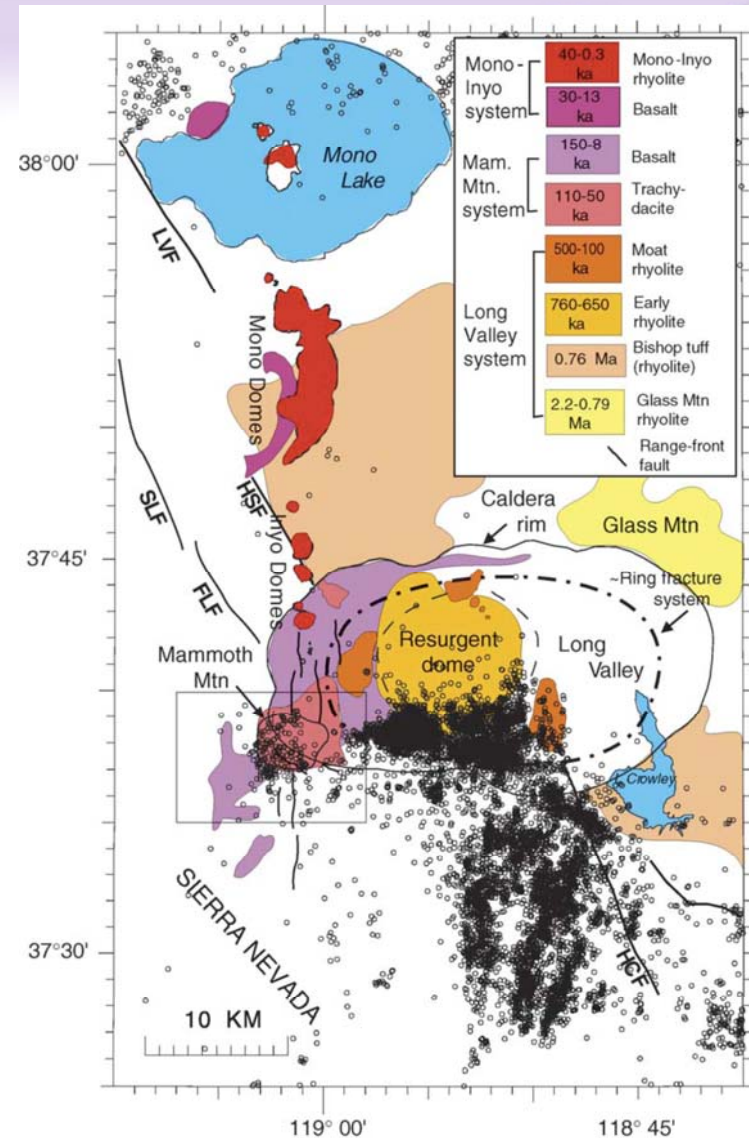 Mono-
Inyo
system
40-0.3
ka
Mono-Inyo
rhyolite
30-13
ka
Basalt
Mam.
Mtn.
system
150-8
ka
Basalt
110-50
ka
Trachy-
dacite
Long
Valley
system
500-100
ka
Moat
rhyolite
760-650
ka
Early
rhyolite
0.76 Ma
Bishop tuff
(rhyolite)
2.2-0.79
Ma
Glass Mtn
rhyolite
Range-front
fault
38°00'
Mono
Lake
LVF
Mono Domes
SLF
HSF
Caldera
rim
Glass Mtn
37°45'
FLF
Inyo Domes
~Ring fracture
system
Mammoth
Mtn
Resurgent
dome
Long
Valley
L. Crowley
SIERRA NEVADA
37°30'
HCF
10 KM
119° 00'
118° 45'